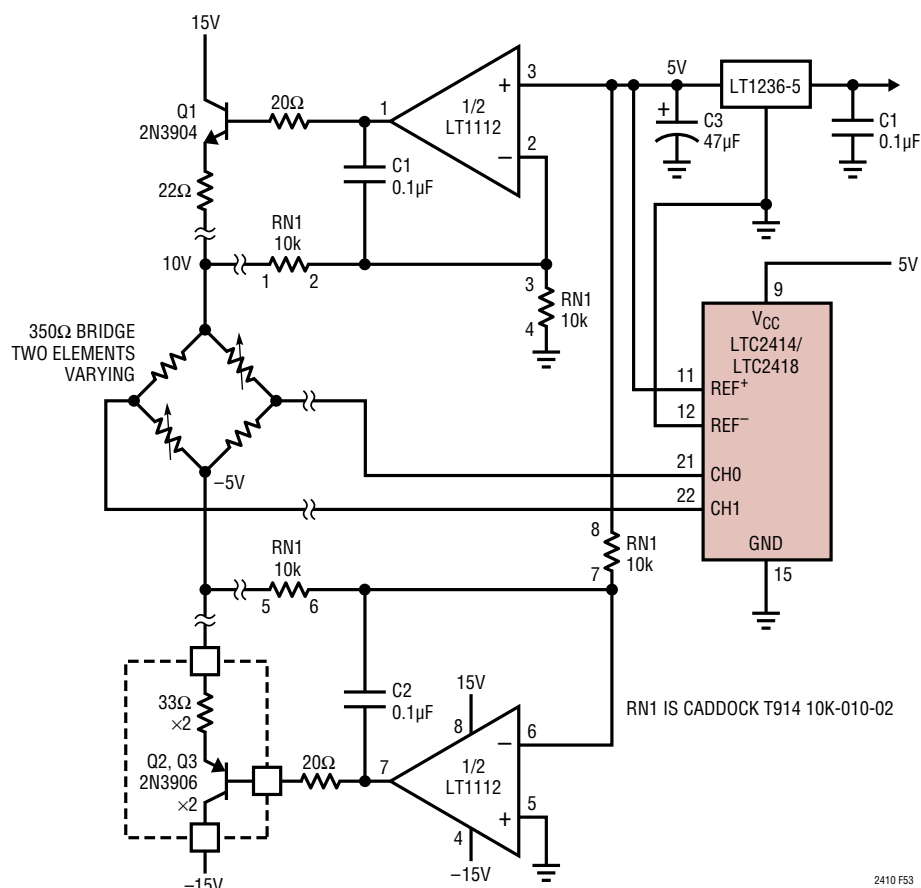 15V
Q1
2N3904
20Ω
1
1/2
LT1112
+
3
−
2
5V
LT1236-5
+
C3
47µF
C1
0.1µF
22Ω
C1
0.1µF
10V
RN1
10k
1
2
3
4
RN1
10k
350Ω BRIDGE
TWO ELEMENTS
VARYING
−5V
5V
9
VCC
LTC2414/
LTC2418
11
REF+
12
REF−
21
CH0
22
CH1
GND
15
8
RN1
10k
7
RN1
10k
5
6
C2
0.1µF
33Ω
×2
Q2, Q3
2N3906
×2
20Ω
7
15V
8
1/2
LT1112
−
6
+
5
4
−15V
−15V
RN1 IS CADDOCK T914 10K-010-02
2410 F53